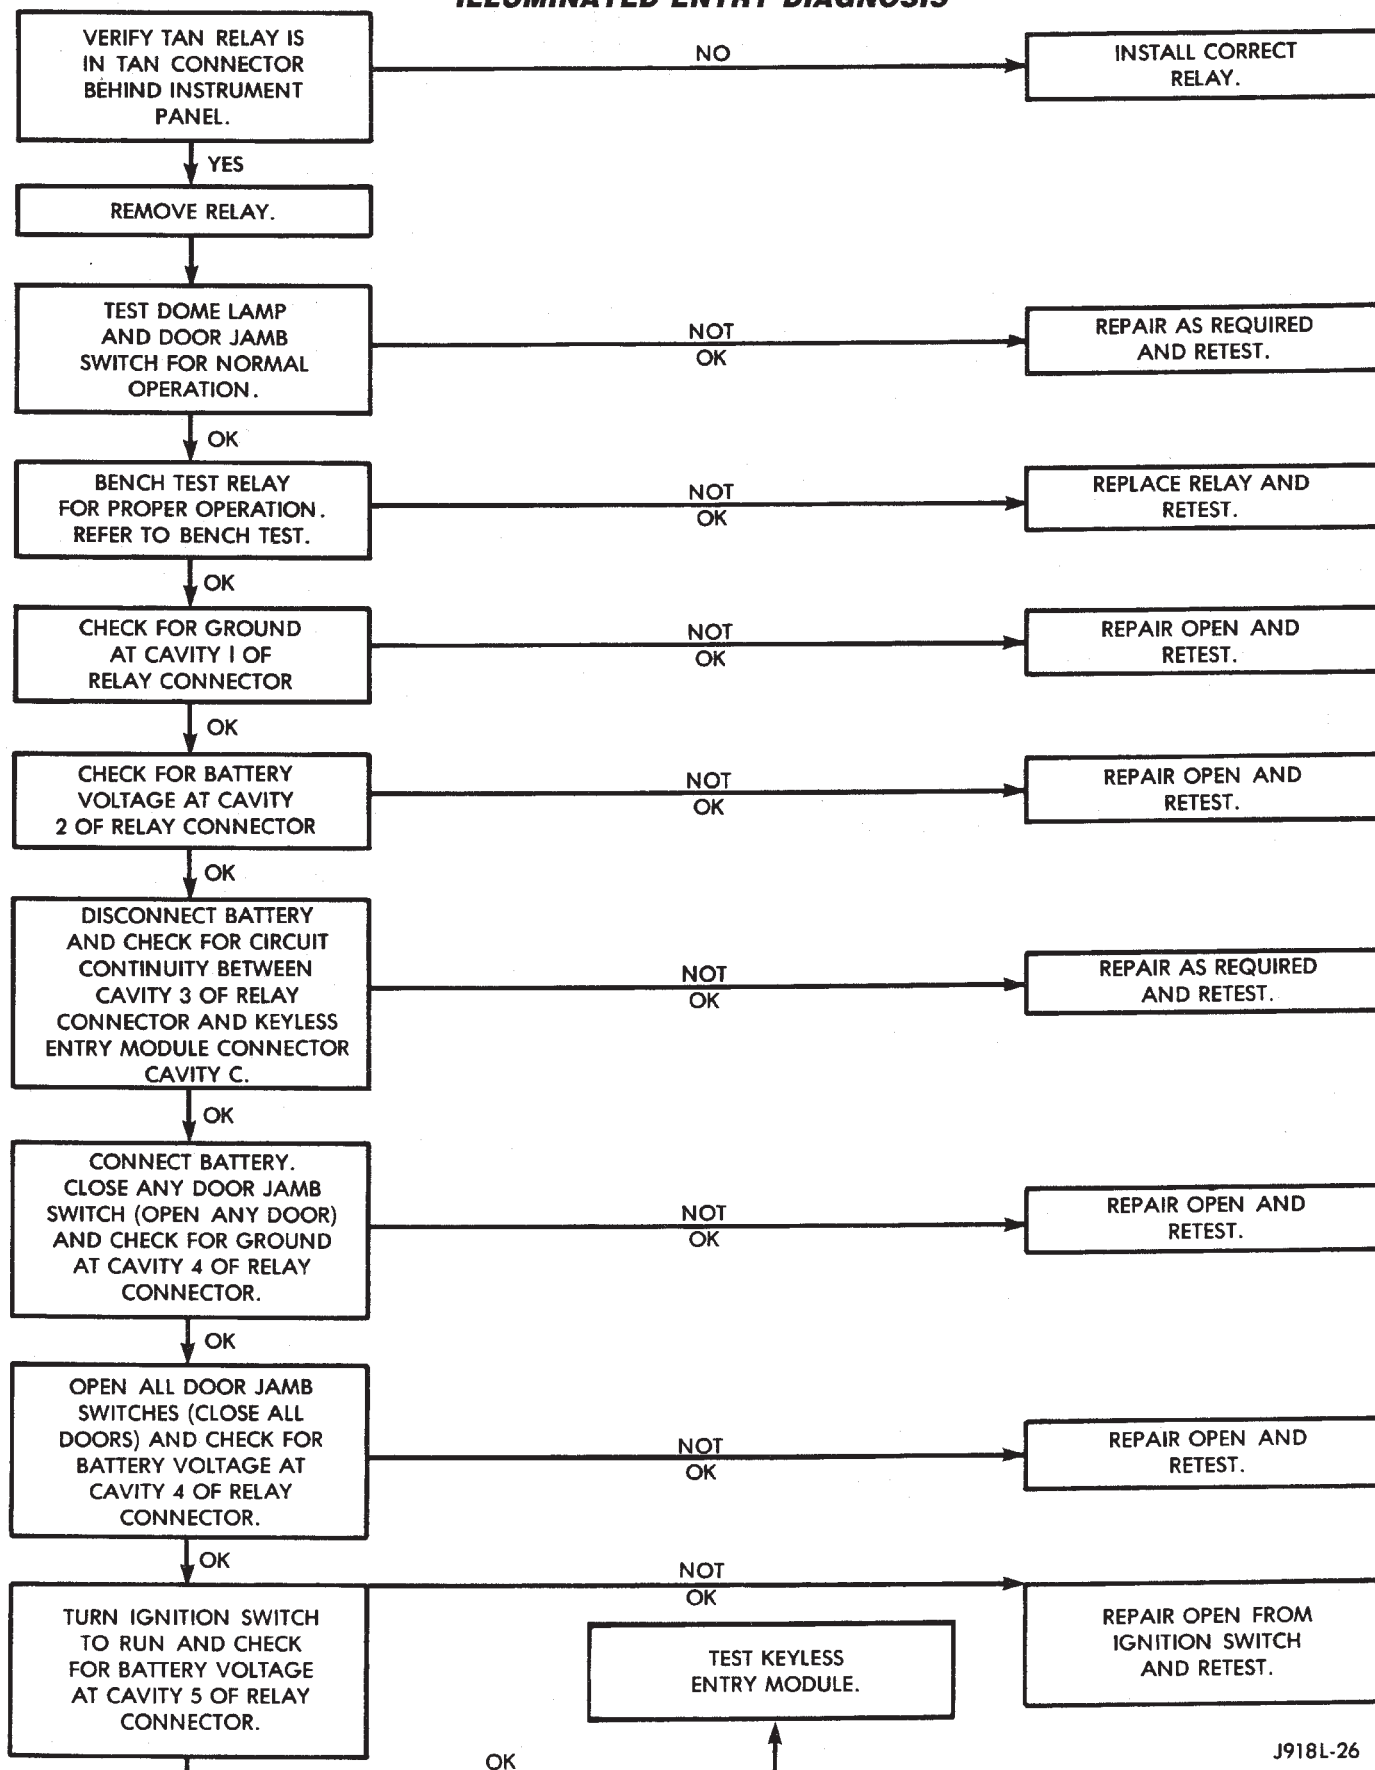 ILLUMINATED ENTRY DIAGNOSIS
VERIFY TAN RELAY IS
IN TAN CONNECTOR
BEHIND INSTRUMENT
PANEL.
NO
INSTALL CORRECT
RELAY.
YES
REMOVE RELAY.
TEST DOME LAMP
AND DOOR JAMB
SWITCH FOR NORMAL
OPERATION.
NOT
OK
REPAIR AS REQUIRED
AND RETEST.
OK
BENCH TEST RELAY
FOR PROPER OPERATION.
REFER TO BENCH TEST.
NOT
OK
REPLACE RELAY AND
RETEST.
OK
CHECK FOR GROUND
AT CAVITY I OF
RELAY CONNECTOR
NOT
OK
REPAIR OPEN AND
RETEST.
OK
CHECK FOR BATTERY
VOLTAGE AT CAVITY
2 OF RELAY CONNECTOR
NOT
OK
REPAIR OPEN AND
RETEST.
OK
DISCONNECT BATTERY
AND CHECK FOR CIRCUIT
CONTINUITY BETWEEN
CAVITY 3 OF RELAY
CONNECTOR AND KEYLESS
ENTRY MODULE CONNECTOR
CAVITY C.
NOT
OK
REPAIR AS REQUIRED
AND RETEST.
OK
CONNECT BATTERY.
CLOSE ANY DOOR JAMB
SWITCH (OPEN ANY DOOR)
AND CHECK FOR GROUND
AT CAVITY 4 OF RELAY
CONNECTOR.
NOT
OK
REPAIR OPEN AND
RETEST.
OK
OPEN ALL DOOR JAMB
SWITCHES (CLOSE ALL
DOORS) AND CHECK FOR
BATTERY VOLTAGE AT
CAVITY 4 OF RELAY
CONNECTOR.
NOT
OK
REPAIR OPEN AND
RETEST.
OK
TURN IGNITION SWITCH
TO RUN AND CHECK
FOR BATTERY VOLTAGE
AT CAVITY 5 OF RELAY
CONNECTOR.
NOT
OK
REPAIR OPEN FROM
IGNITION SWITCH
AND RETEST.
TEST KEYLESS
ENTRY MODULE.
OK
J918L-26